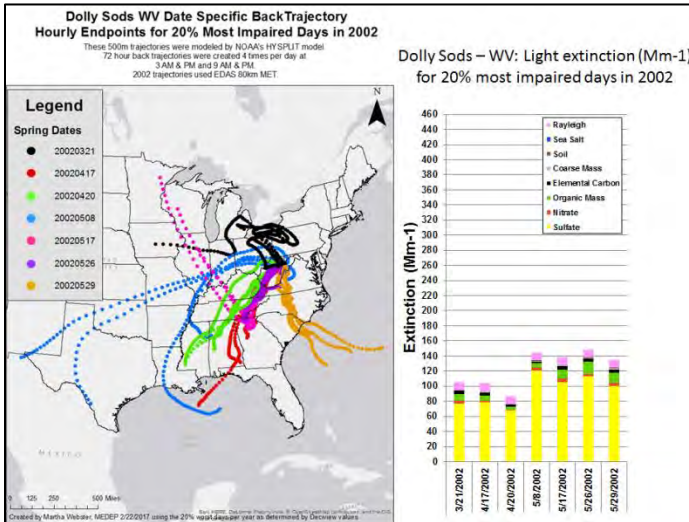 Dolly Sods WV Date Specific BackTrajectory
Hourly Endpoints for 20% Most Impaired Days in 2002
These 500m trajectories were modeled by NOAA's HYSPLIT model
72 hour back trajectories were created 4 times per day at
3 AM & PM and 9 AM & PM.
2002 trajectories used EDAS 80km MET.
Legend
Spring Dates
20020321
20020417
20020420
20020508
20020517
20020526
20020529
N
MEXICO
0 125 250 500 Miles
Created by Martha Webster, MEDEP 2/22/2017 using the 20% worst days per year as determined by Deciview values
Dolly Sods – WV: Light extinction (Mm-1)
for 20% most impaired days in 2002
Extinction (Mm-1)
460
440
420
400
380
360
340
320
300
280
260
240
220
200
180
160
140
120
100
80
60
40
20
0
Rayleigh
Sea Salt
Soil
Coarse Mass
Elemental Carbon
Organic Mass
Nitrate
Sulfate
3/21/2002
4/17/2002
4/20/2002
5/8/2002
5/17/2002
5/26/2002
5/29/2002